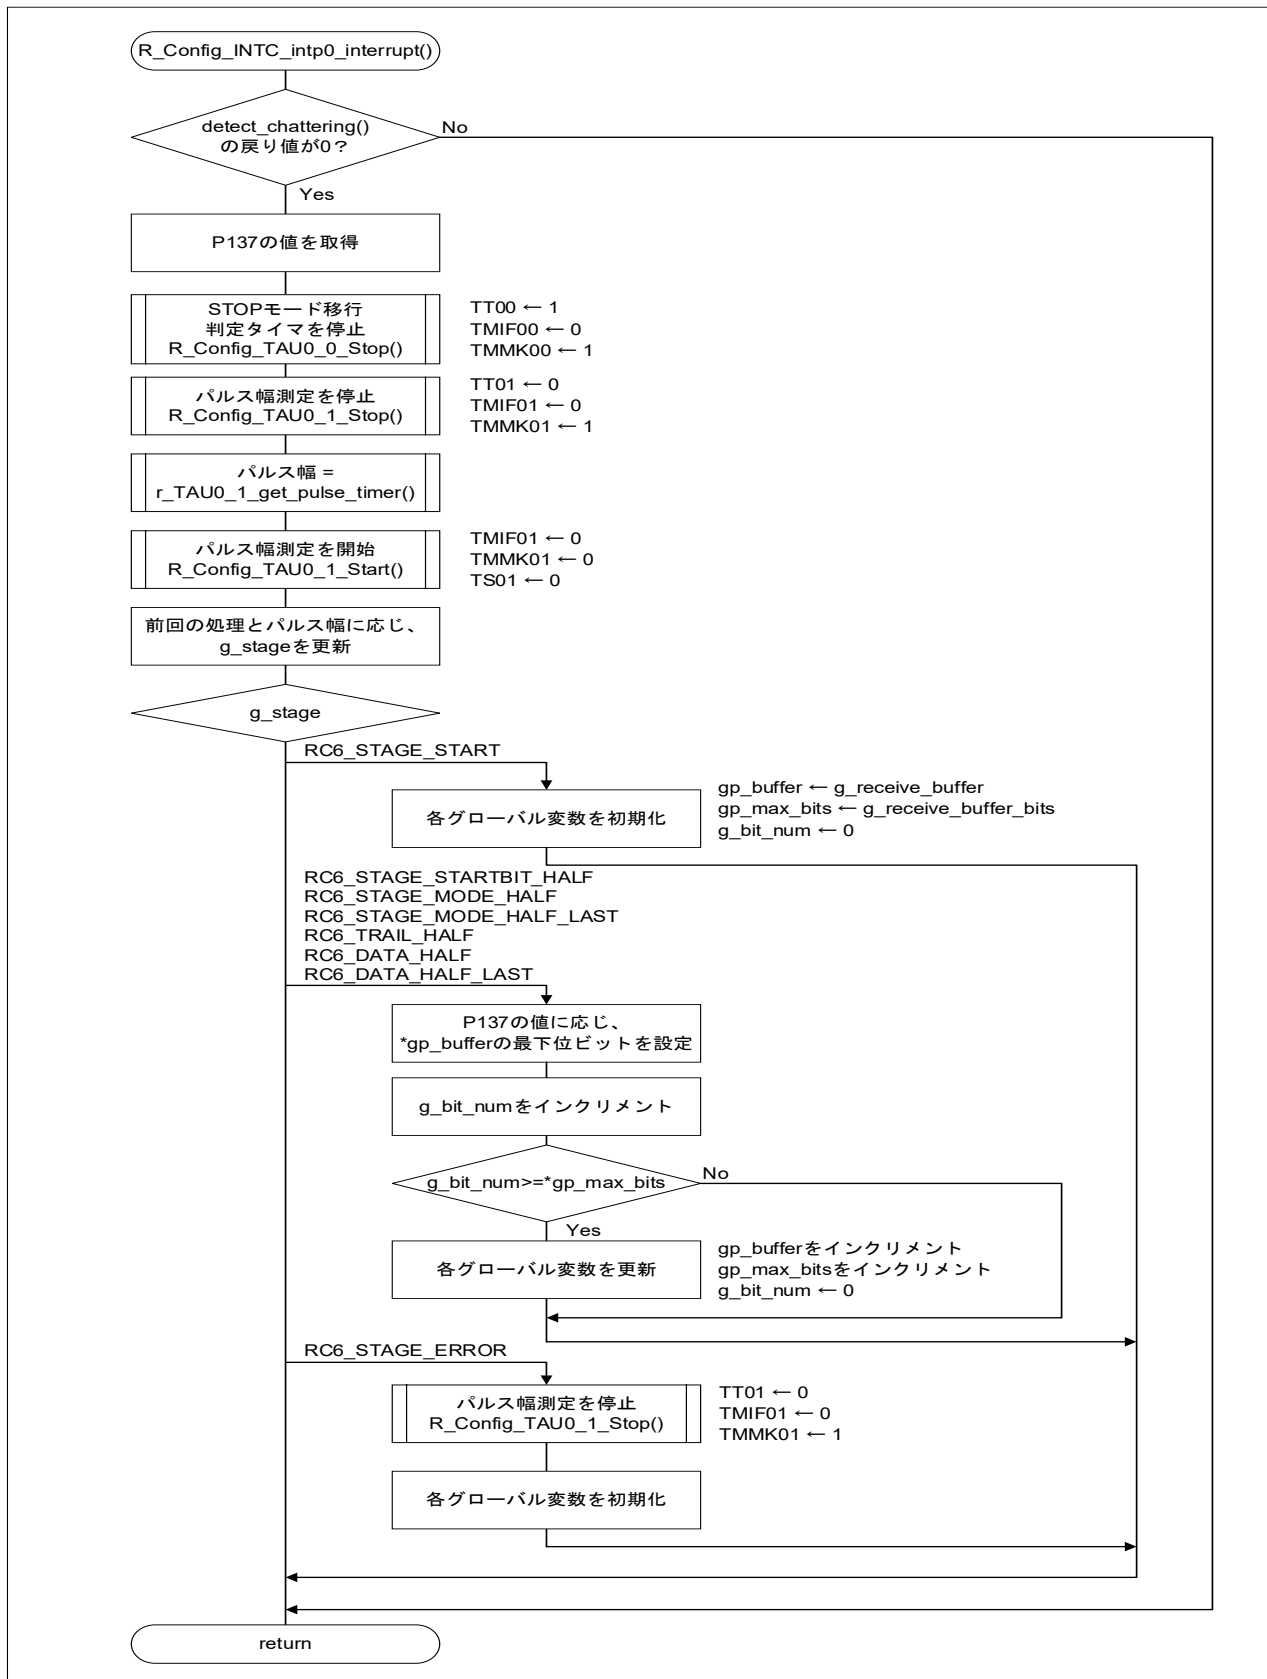 R_Config_INTC_intp0_interrupt()
detect_chattering()
の戻り値が0？
No
Yes
P137の値を取得
STOPモード移行
判定タイマを停止
R_Config_TAU0_0_Stop()
TT00 ← 1
TMIF00 ← 0
TMMK00 ← 1
パルス幅測定を停止
R_Config_TAU0_1_Stop()
TT01 ← 0
TMIF01 ← 0
TMMK01 ← 1
パルス幅 =
r_TAU0_1_get_pulse_timer()
パルス幅測定を開始
R_Config_TAU0_1_Start()
TMIF01 ← 0
TMMK01 ← 0
TS01 ← 0
前回の処理とパルス幅に応じ、
g_stageを更新
g_stage
RC6_STAGE_START
各グローバル変数を初期化
gp_buffer ← g_receive_buffer
gp_max_bits ← g_receive_buffer_bits
g_bit_num ← 0
RC6_STAGE_STARTBIT_HALF
RC6_STAGE_MODE_HALF
RC6_STAGE_MODE_HALF_LAST
RC6_TRAIL_HALF
RC6_DATA_HALF
RC6_DATA_HALF_LAST
P137の値に応じ、
*gp_bufferの最下位ビットを設定
g_bit_numをインクリメント
g_bit_num>=*gp_max_bits
No
Yes
各グローバル変数を更新
gp_bufferをインクリメント
gp_max_bitsをインクリメント
g_bit_num ← 0
RC6_STAGE_ERROR
パルス幅測定を停止
R_Config_TAU0_1_Stop()
TT01 ← 0
TMIF01 ← 0
TMMK01 ← 1
各グローバル変数を初期化
return